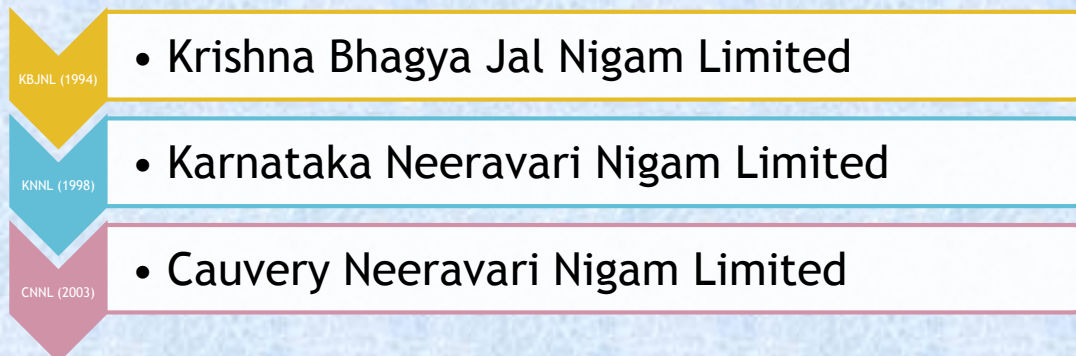 KBJNL (1994)
• Krishna Bhagya Jal Nigam Limited
KNNL (1998)
• Karnataka Neeravari Nigam Limited
CNNL (2003)
• Cauvery Neeravari Nigam Limited